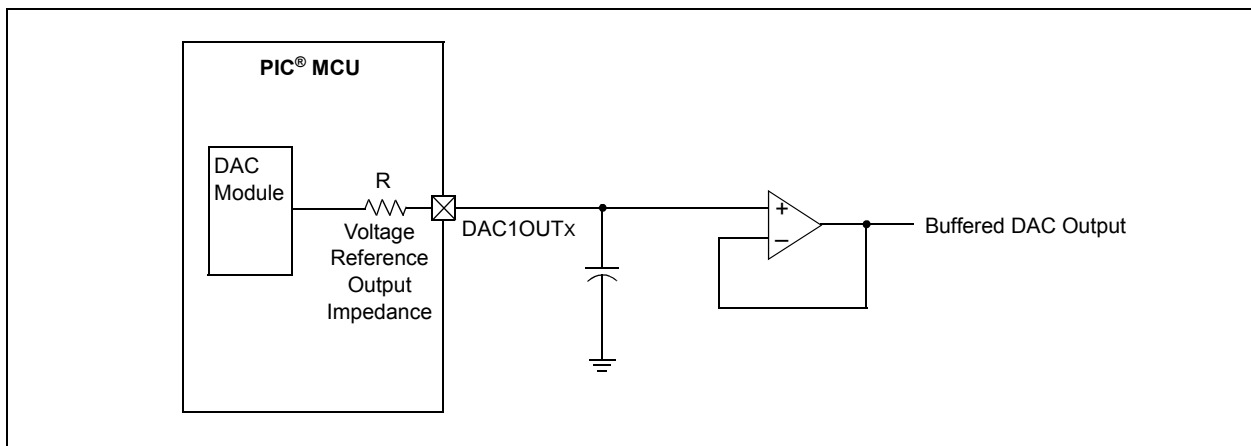 PIC® MCU
DAC
Module
R
Voltage
Reference
Output
Impedance
DAC1OUTX
+
–
Buffered DAC Output